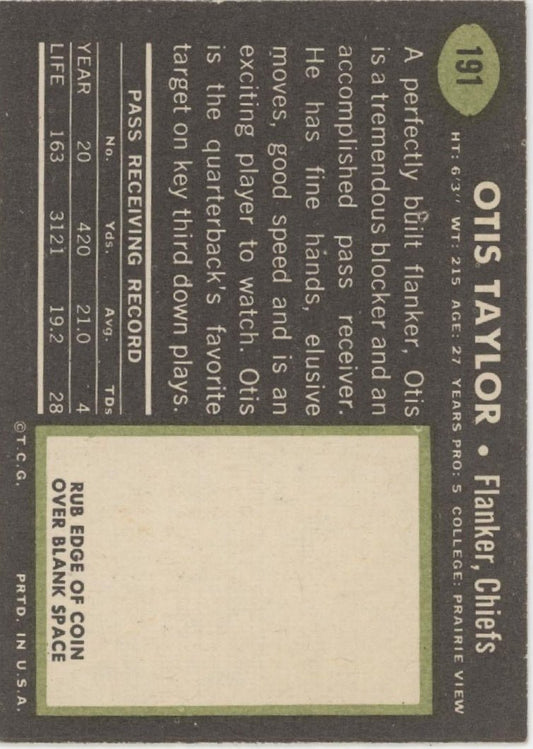 191
OTIS TAYLOR • Flanker, Chiefs
HT: 6'3" WT: 215 AGE: 27 YEARS PRO: 5 COLLEGE: PRAIRIE VIEW
A perfectly built flanker, Otis
is a tremendous blocker and an
accomplished pass receiver.
He has fine hands, elusive
moves, good speed and is an
exciting player to watch. Otis
is the quarterback's favorite
target on key third down plays.
PASS RECEIVING RECORD
No. Yds. Avg. TDs
YEAR 20 420 21.0 4
LIFE 163 3121 19.2 28
RUB EDGE OF COIN
OVER BLANK SPACE
©T.C.G. PRTD. IN U.S.A.